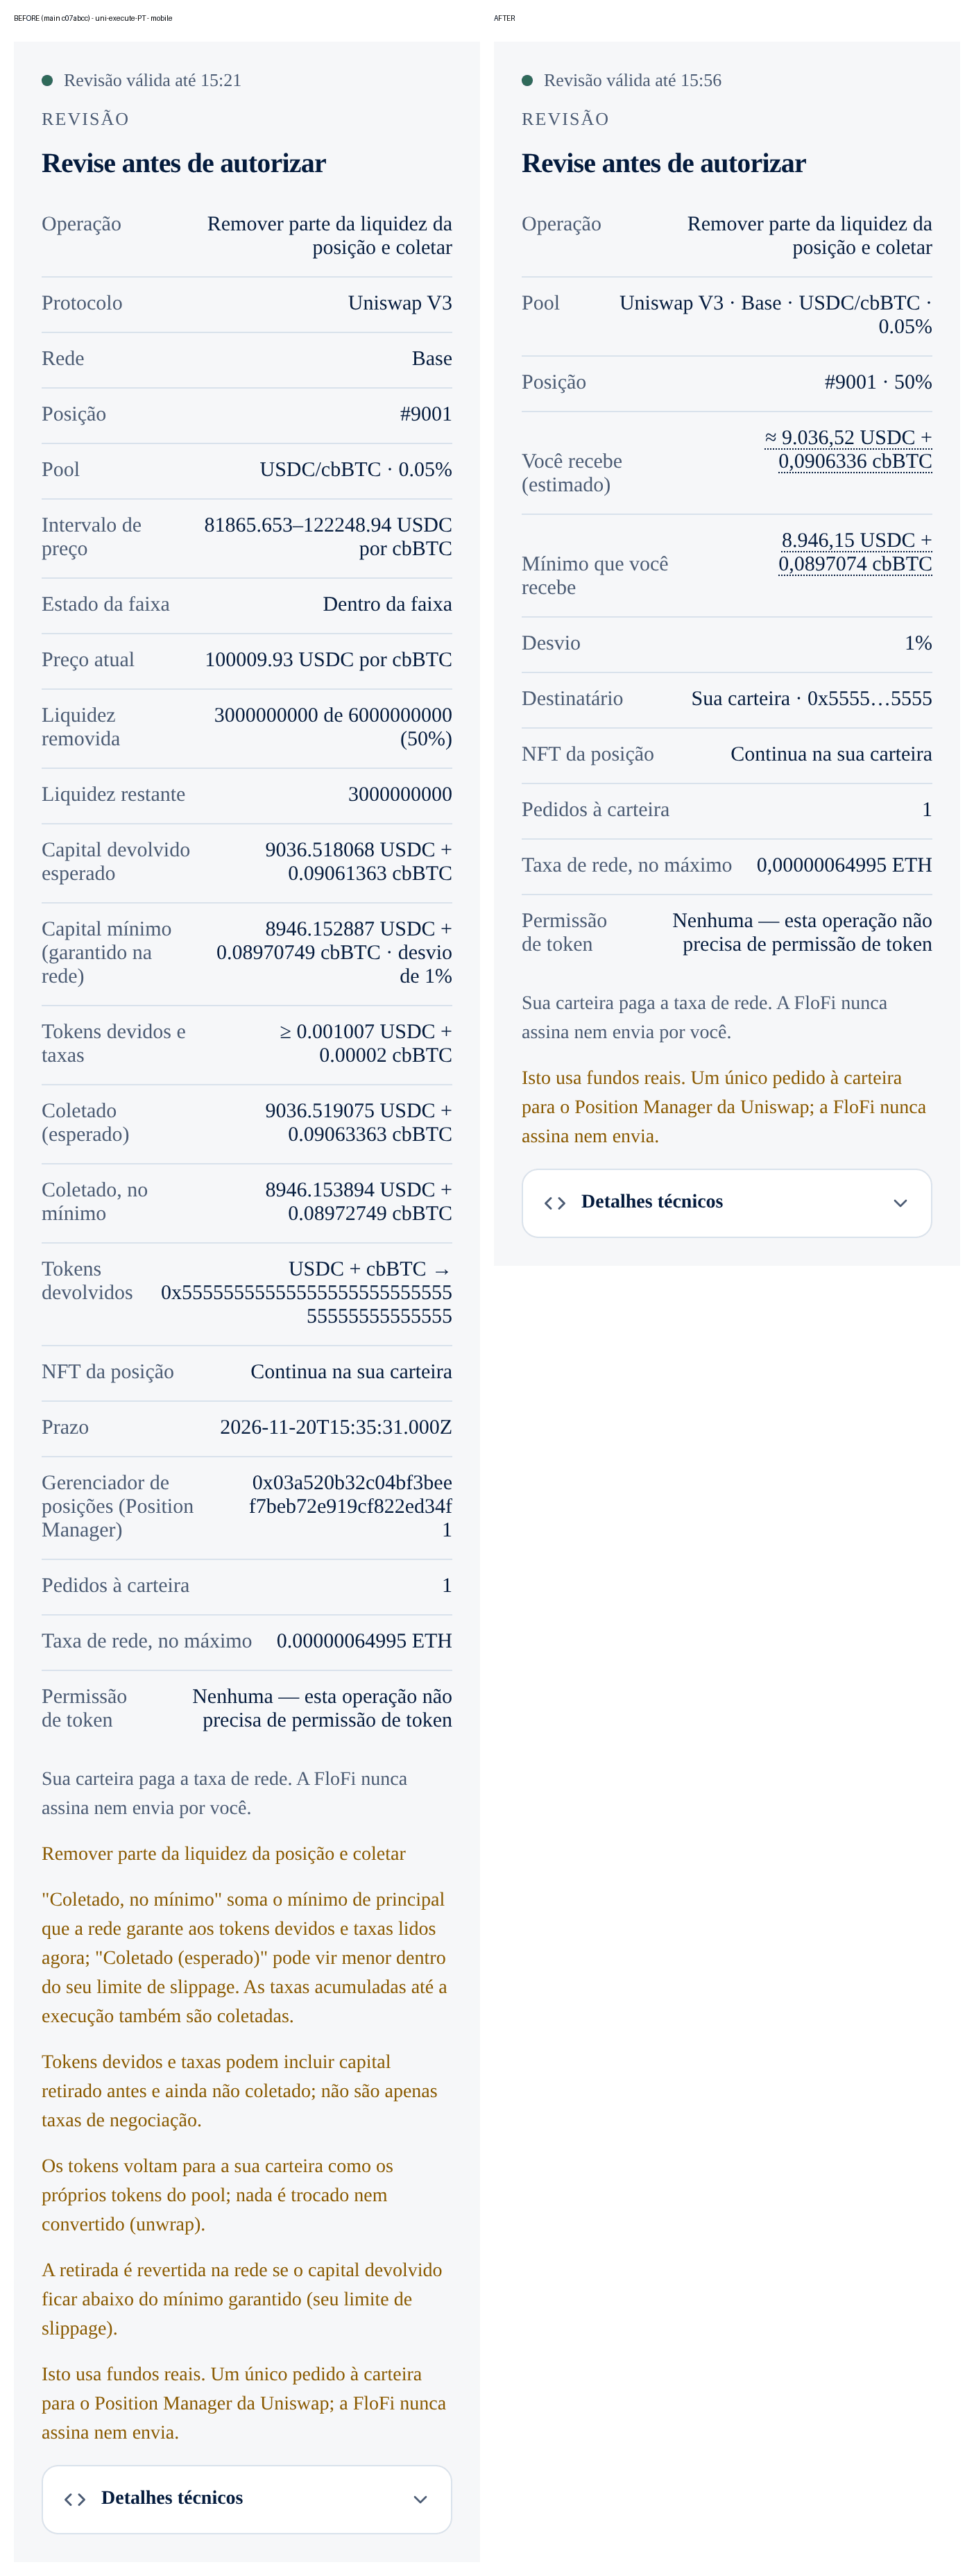 BEFORE (main c07abcc) - uni-execute-PT - mobile
Revisão válida até 15:21
REVISÃO
Revise antes de autorizar
Operação
Remover parte da liquidez da
posição e coletar
Protocolo
Uniswap V3
Rede
Base
Posição
#9001
Pool
USDC/cbBTC · 0.05%
Intervalo de
preço
81865.653–122248.94 USDC
por cbBTC
Estado da faixa
Dentro da faixa
Preço atual
100009.93 USDC por cbBTC
Liquidez
removida
3000000000 de 6000000000
(50%)
Liquidez restante
3000000000
Capital devolvido
esperado
9036.518068 USDC +
0.09061363 cbBTC
Capital mínimo
(garantido na
rede)
8946.152887 USDC +
0.08970749 cbBTC · desvio
de 1%
Tokens devidos e
taxas
≥ 0.001007 USDC +
0.00002 cbBTC
Coletado
(esperado)
9036.519075 USDC +
0.09063363 cbBTC
Coletado, no
mínimo
8946.153894 USDC +
0.08972749 cbBTC
Tokens
devolvidos
USDC + cbBTC →
0x55555555555555555555555555
55555555555555
NFT da posição
Continua na sua carteira
Prazo
2026-11-20T15:35:31.000Z
Gerenciador de
posições (Position
Manager)
0x03a520b32c04bf3bee
f7beb72e919cf822ed34f
1
Pedidos à carteira
1
Taxa de rede, no máximo
0.00000064995 ETH
Permissão
de token
Nenhuma — esta operação não
precisa de permissão de token
Sua carteira paga a taxa de rede. A FloFi nunca
assina nem envia por você.
Remover parte da liquidez da posição e coletar
"Coletado, no mínimo" soma o mínimo de principal
que a rede garante aos tokens devidos e taxas lidos
agora; "Coletado (esperado)" pode vir menor dentro
do seu limite de slippage. As taxas acumuladas até a
execução também são coletadas.
Tokens devidos e taxas podem incluir capital
retirado antes e ainda não coletado; não são apenas
taxas de negociação.
Os tokens voltam para a sua carteira como os
próprios tokens do pool; nada é trocado nem
convertido (unwrap).
A retirada é revertida na rede se o capital devolvido
ficar abaixo do mínimo garantido (seu limite de
slippage).
Isto usa fundos reais. Um único pedido à carteira
para o Position Manager da Uniswap; a FloFi nunca
assina nem envia.
Detalhes técnicos
AFTER
Revisão válida até 15:56
REVISÃO
Revise antes de autorizar
Operação
Remover parte da liquidez da
posição e coletar
Pool
Uniswap V3 · Base · USDC/cbBTC ·
0.05%
Posição
#9001 · 50%
Você recebe
(estimado)
≈ 9.036,52 USDC +
0,0906336 cbBTC
Mínimo que você
recebe
8.946,15 USDC +
0,0897074 cbBTC
Desvio
1%
Destinatário
Sua carteira · 0x5555…5555
NFT da posição
Continua na sua carteira
Pedidos à carteira
1
Taxa de rede, no máximo
0,00000064995 ETH
Permissão
de token
Nenhuma — esta operação não
precisa de permissão de token
Sua carteira paga a taxa de rede. A FloFi nunca
assina nem envia por você.
Isto usa fundos reais. Um único pedido à carteira
para o Position Manager da Uniswap; a FloFi nunca
assina nem envia.
Detalhes técnicos